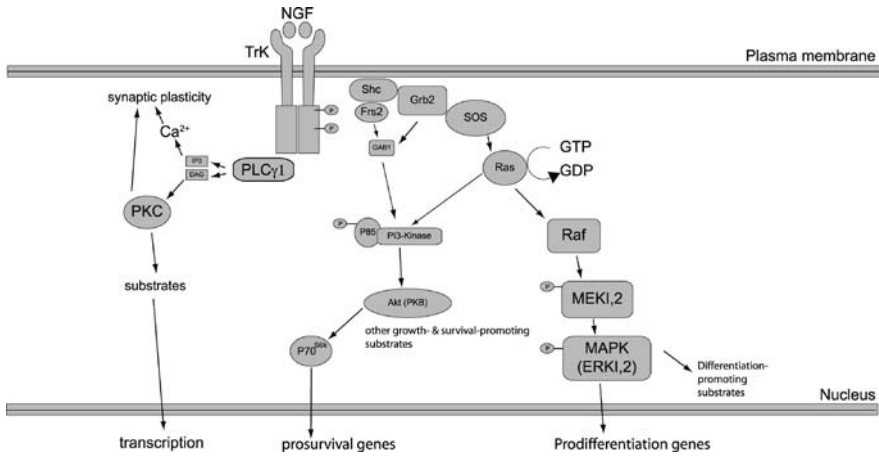 NGF
TrK
Plasma membrane
P
P
Shc
Frs2
Grb2
SOS
GAB1
Ras
GTP
GDP
synaptic plasticity
Ca2+
IP3
DAG
PLCγ1
PKC
P
P85
PI3-Kinase
Raf
substrates
Akt (PKB)
P
MEKI,2
other growth- & survival-promoting
substrates
P70S6K
P
MAPK
(ERKI,2)
Differentiation-
promoting
substrates
Nucleus
transcription
prosurvival genes
Prodifferentiation genes